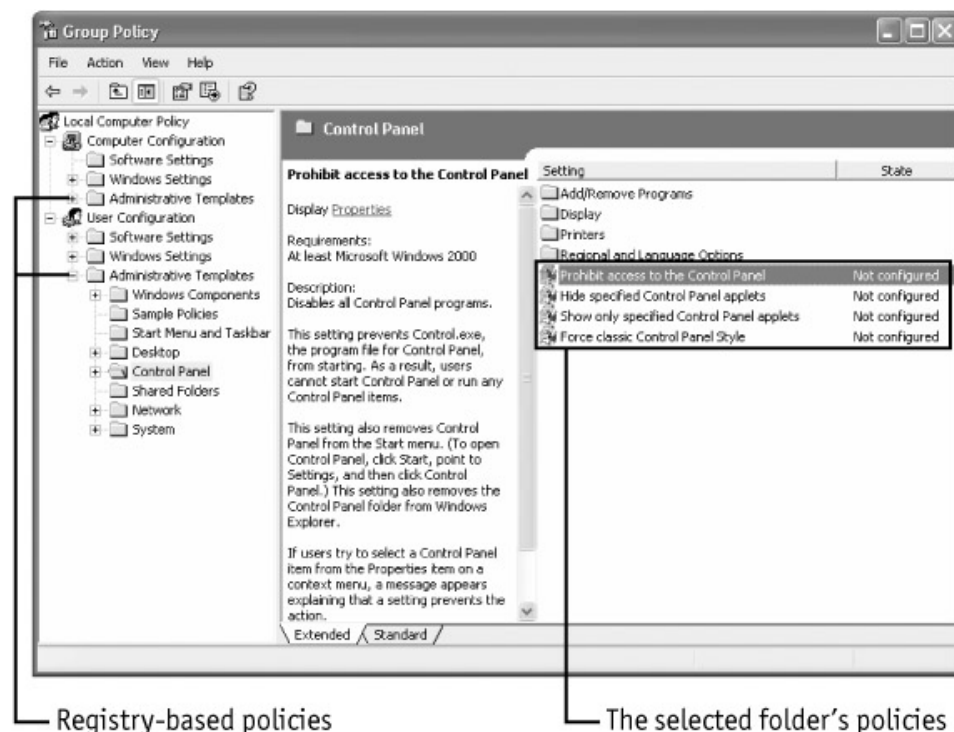 Group Policy
File Action View Help
Local Computer Policy
Computer Configuration
Software Settings
Windows Settings
Administrative Templates
User Configuration
Software Settings
Windows Settings
Administrative Templates
Windows Components
Sample Policies
Start Menu and Taskbar
Desktop
Control Panel
Shared Folders
Network
System
Control Panel
Prohibit access to the Control Panel
Display Properties
Requirements:
At least Microsoft Windows 2000
Description:
Disables all Control Panel programs.
This setting prevents Control.exe,
the program file for Control Panel,
from starting. As a result, users
cannot start Control Panel or run any
Control Panel items.
This setting also removes Control
Panel from the Start menu. (To open
Control Panel, click Start, point to
Settings, and then click Control
Panel.) This setting also removes the
Control Panel folder from Windows
Explorer.
If users try to select a Control Panel
item from the Properties item on a
context menu, a message appears
explaining that a setting prevents the
action.
Setting State
Add/Remove Programs
Display
Printers
Regional and Language Options
Prohibit access to the Control Panel Not configured
Hide specified Control Panel applets Not configured
Show only specified Control Panel applets Not configured
Force classic Control Panel Style Not configured
Extended Standard
Registry-based policies
The selected folder's policies